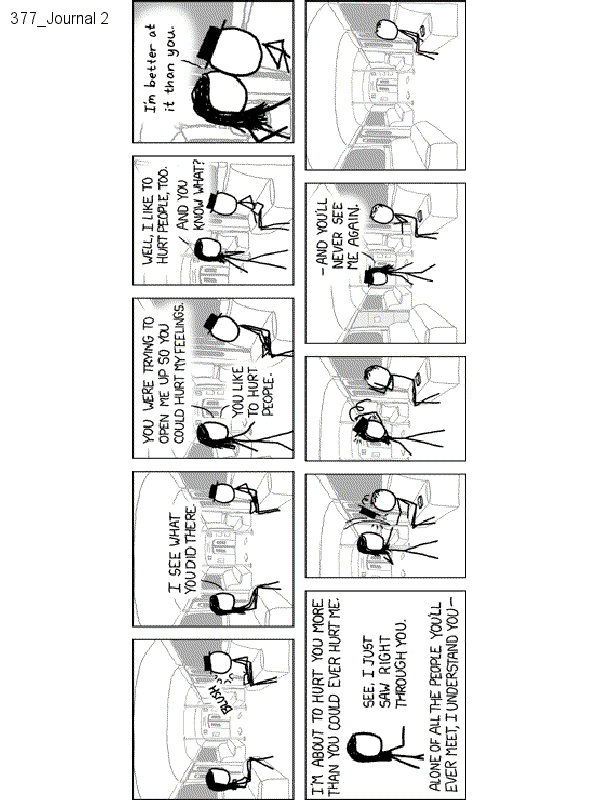 377_Journal 2
BLUSH
I SEE WHAT
YOU DID THERE.
YOU WERE TRYING TO
OPEN ME UP SO YOU
COULD HURT MY FEELINGS.
YOU LIKE
TO HURT
PEOPLE-
WELL, I LIKE TO
HURT PEOPLE, TOO.
AND YOU
KNOW WHAT?
I'm better at
it than you.
I'M ABOUT TO HURT YOU MORE
THAN YOU COULD EVER HURT ME.
SEE, I JUST
SAW RIGHT
THROUGH YOU.
ALONE OF ALL THE PEOPLE YOU'LL
EVER MEET, I UNDERSTAND YOU—
-AND YOU'LL
NEVER SEE
ME AGAIN.